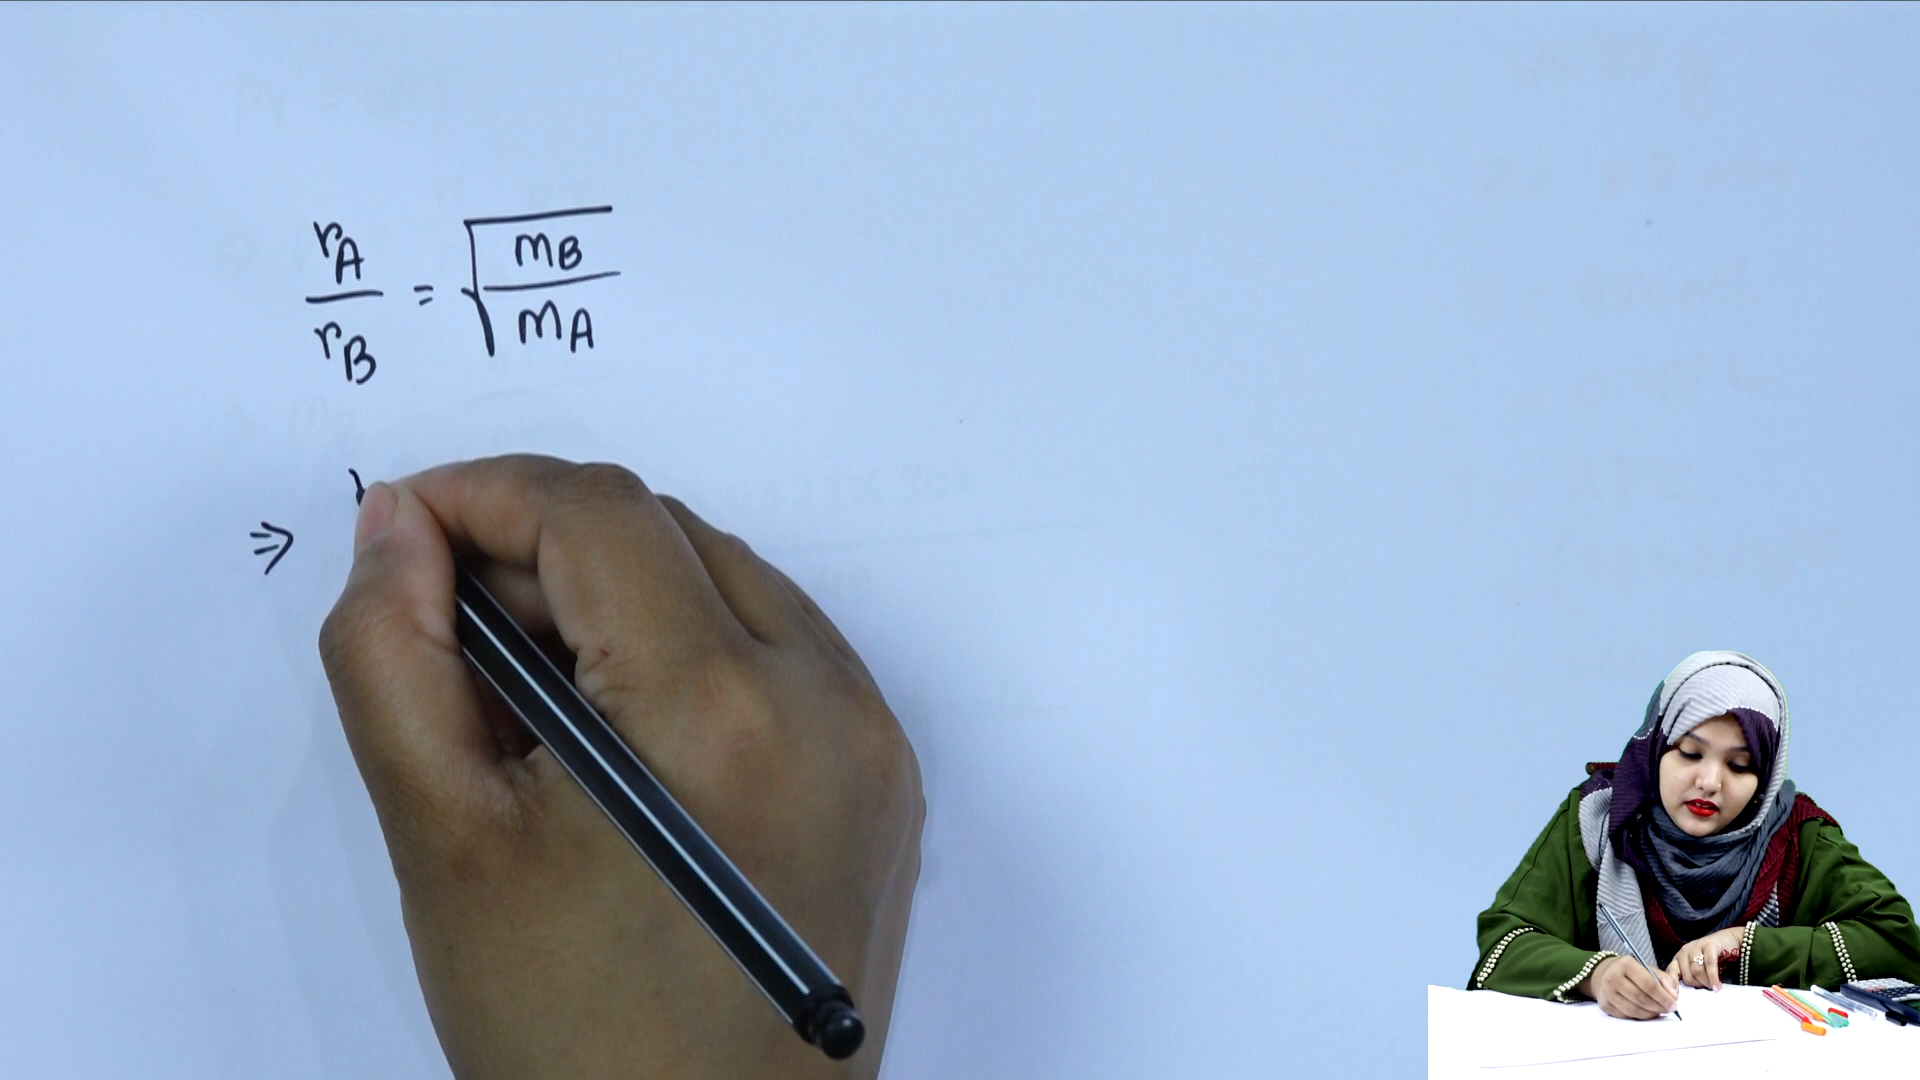 rA/rB = √(mB/mA)
⇒